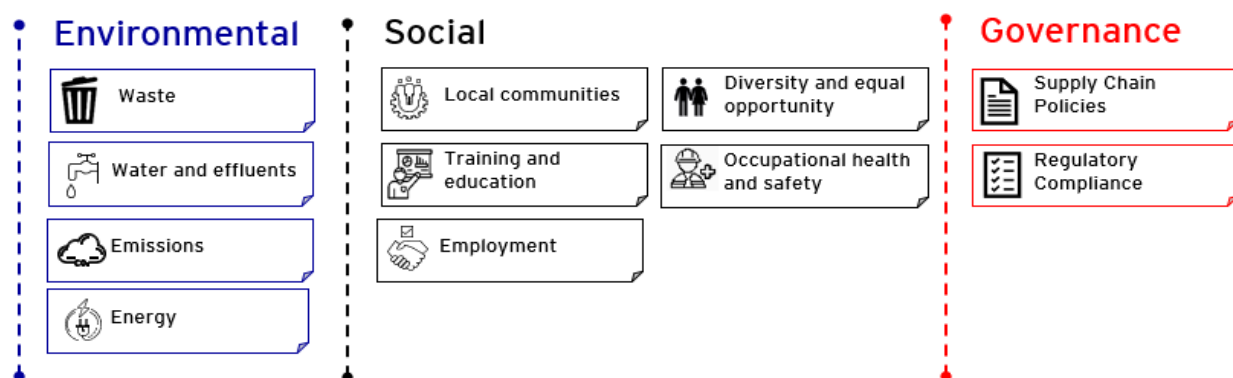 Environmental
Waste
Water and effluents
Emissions
Energy
Social
Local communities
Diversity and equal
opportunity
Training and
education
Occupational health
and safety
Employment
Governance
Supply Chain
Policies
Regulatory
Compliance